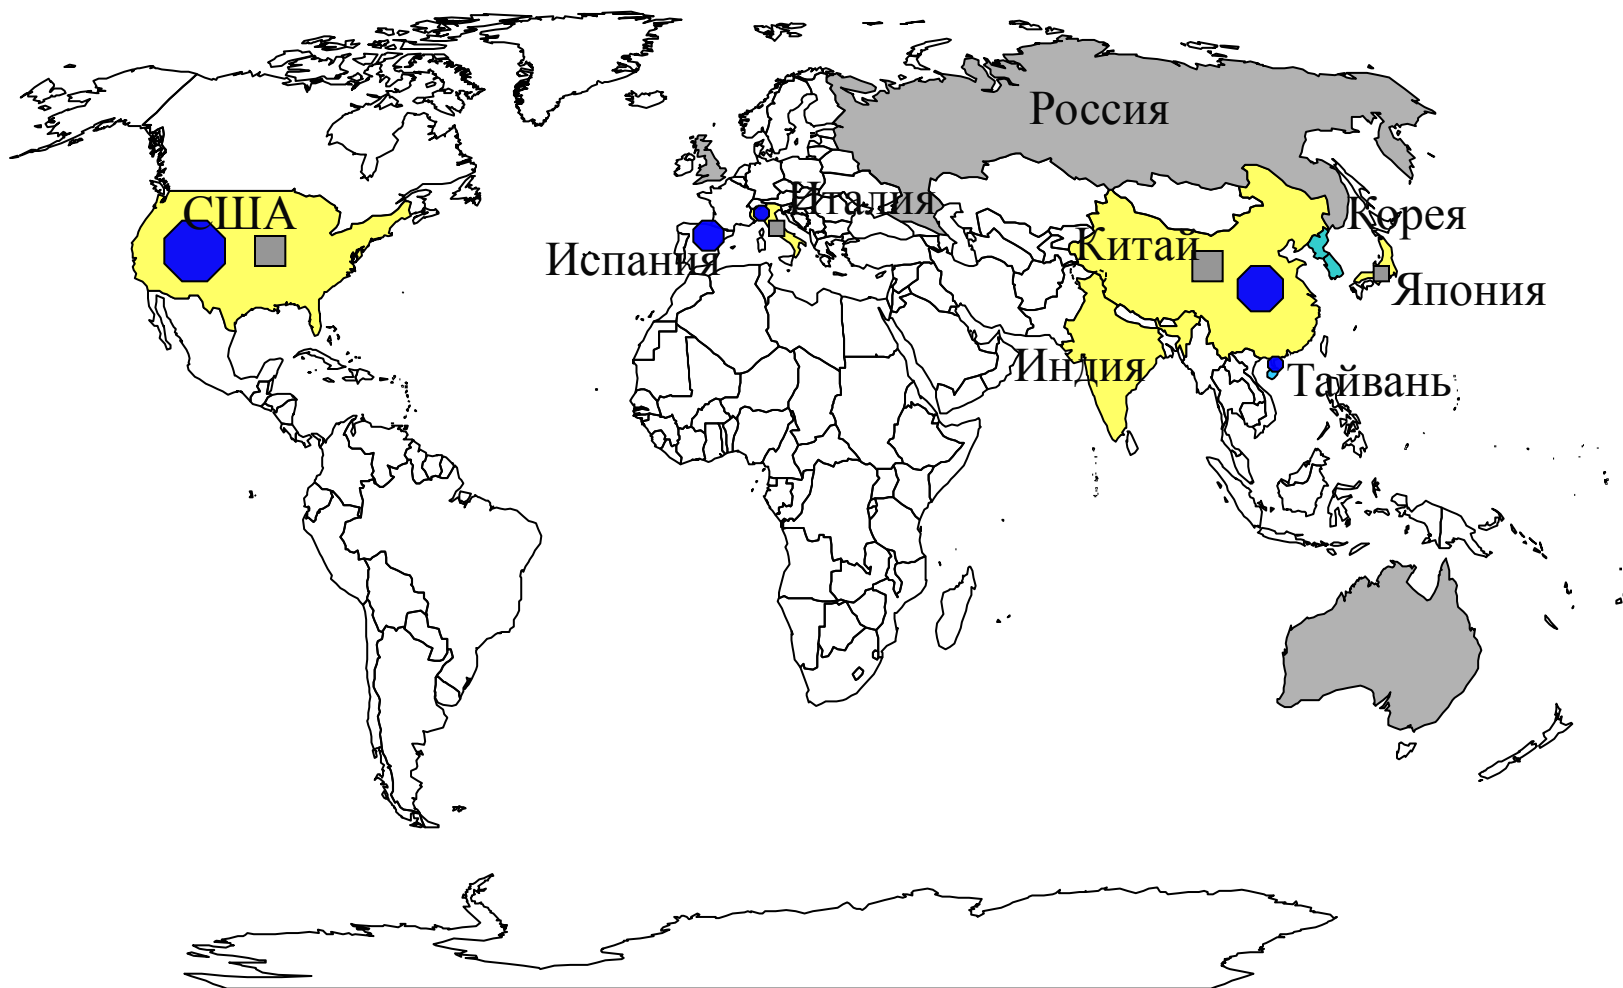 Россия
США
Италия
Корея
Испания
Китай
Япония
Индия
Тайвань